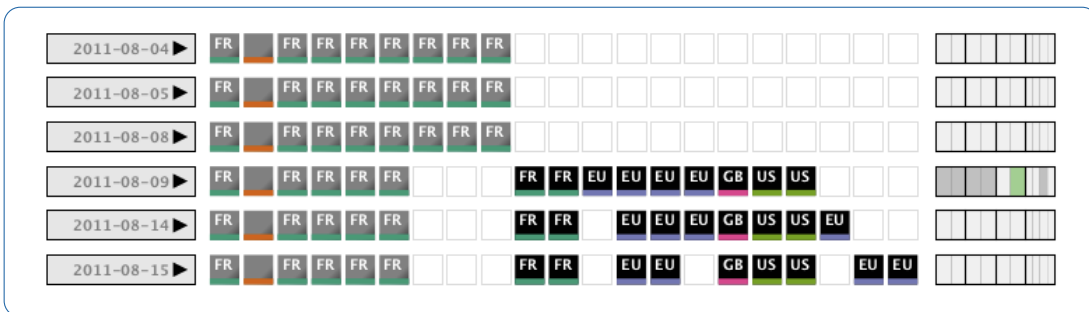 2011-08-04 FR FR FR FR FR FR FR FR
2011-08-05 FR FR FR FR FR FR FR FR
2011-08-08 FR FR FR FR FR FR FR FR
2011-08-09 FR FR FR FR FR FR FR EU EU EU EU GB US US
2011-08-14 FR FR FR FR FR FR FR EU EU EU GB US US EU
2011-08-15 FR FR FR FR FR FR FR EU EU GB US US EU EU